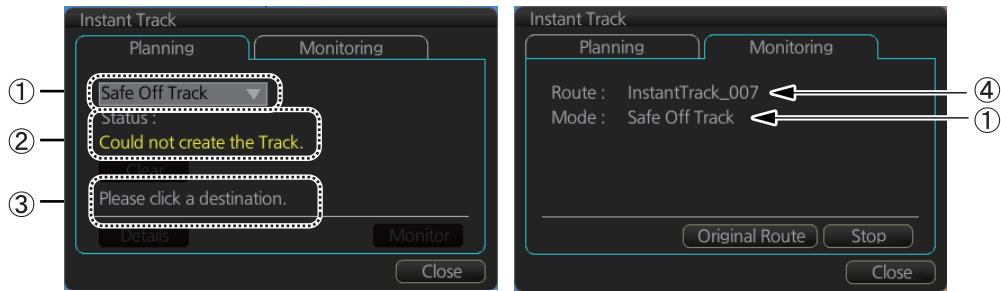 Instant Track
Planning
Monitoring
①
Safe Off Track
②
Status :
Could not create the Track.
Clear
③
Please click a destination.
Details
Monitor
Close
Instant Track
Planning
Monitoring
Route : InstantTrack_007
④
Mode : Safe Off Track
①
Original Route
Stop
Close